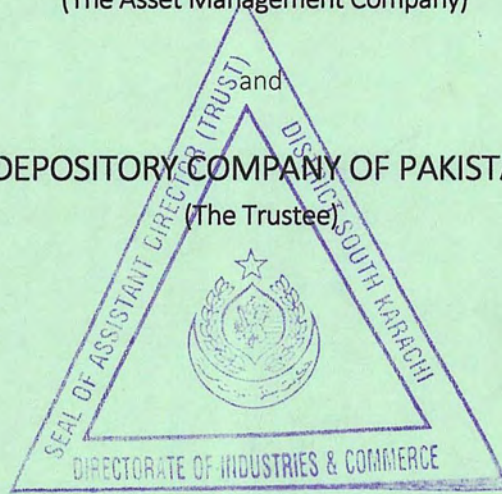 (The Asset Management Company)
and
DEPOSITORY COMPANY OF PAKISTA
(The Trustee)
SEAL OF ASSISTANT DIRECTOR (TRUST)
DISTRICT SOUTH KARACHI
DIRECTORATE OF INDUSTRIES & COMMERCE